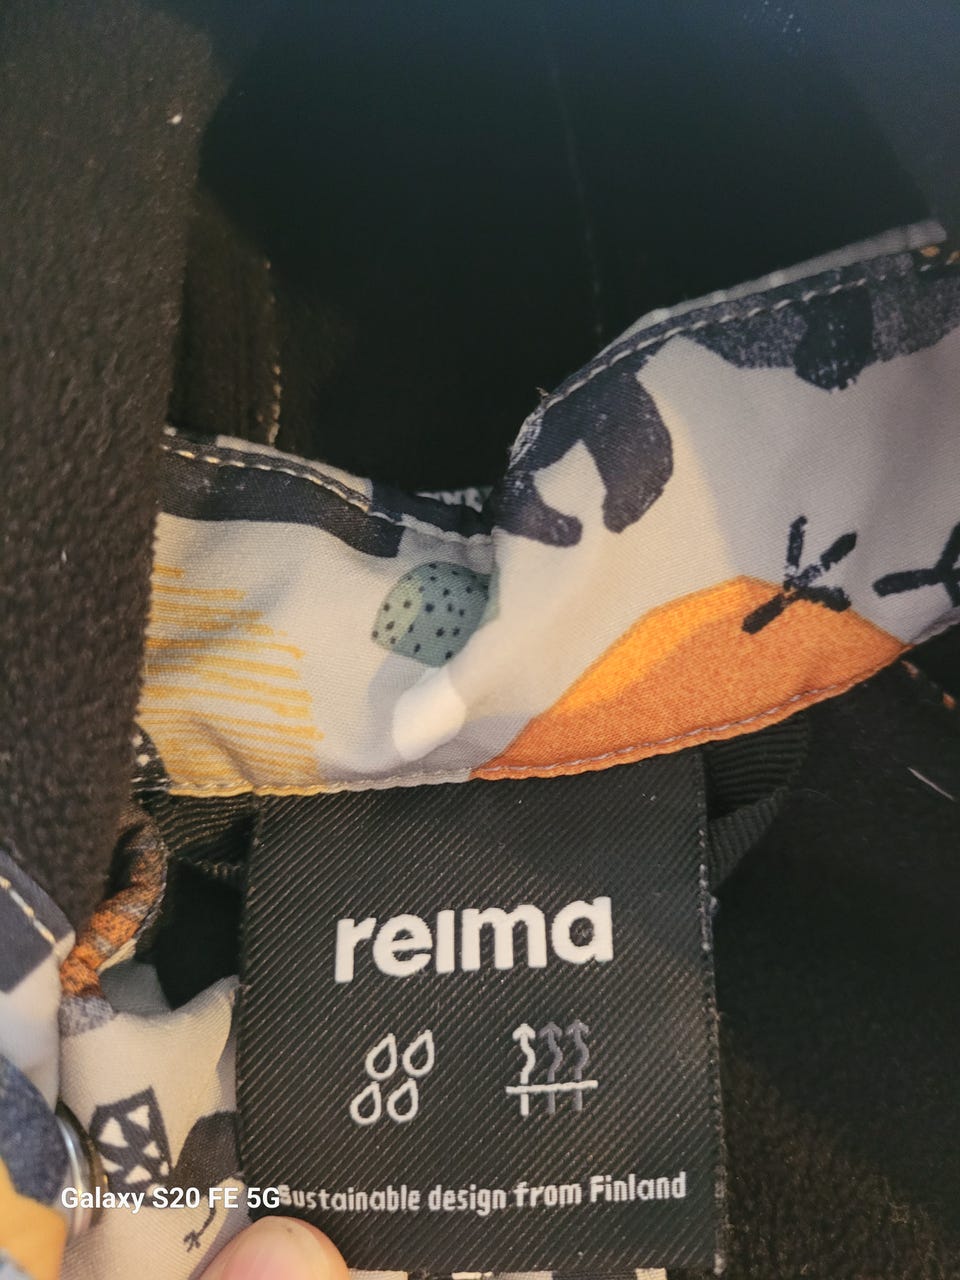 reima
Sustainable design from Finland
Galaxy S20 FE 5G